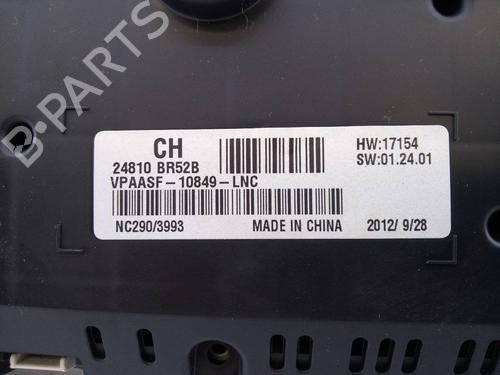 B-PARTS
CH
24810 BR52B
VPAASF-10849-LNC
HW:17154
SW:01.24.01
NC290/3993
MADE IN CHINA
2012/ 9/28